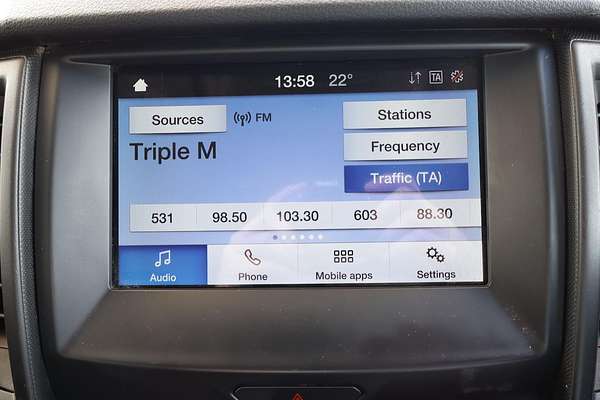 13:58 22° TA
Sources FM Stations
Triple M Frequency
Traffic (TA)
531 98.50 103.30 603 88.30
Audio Phone Mobile apps Settings